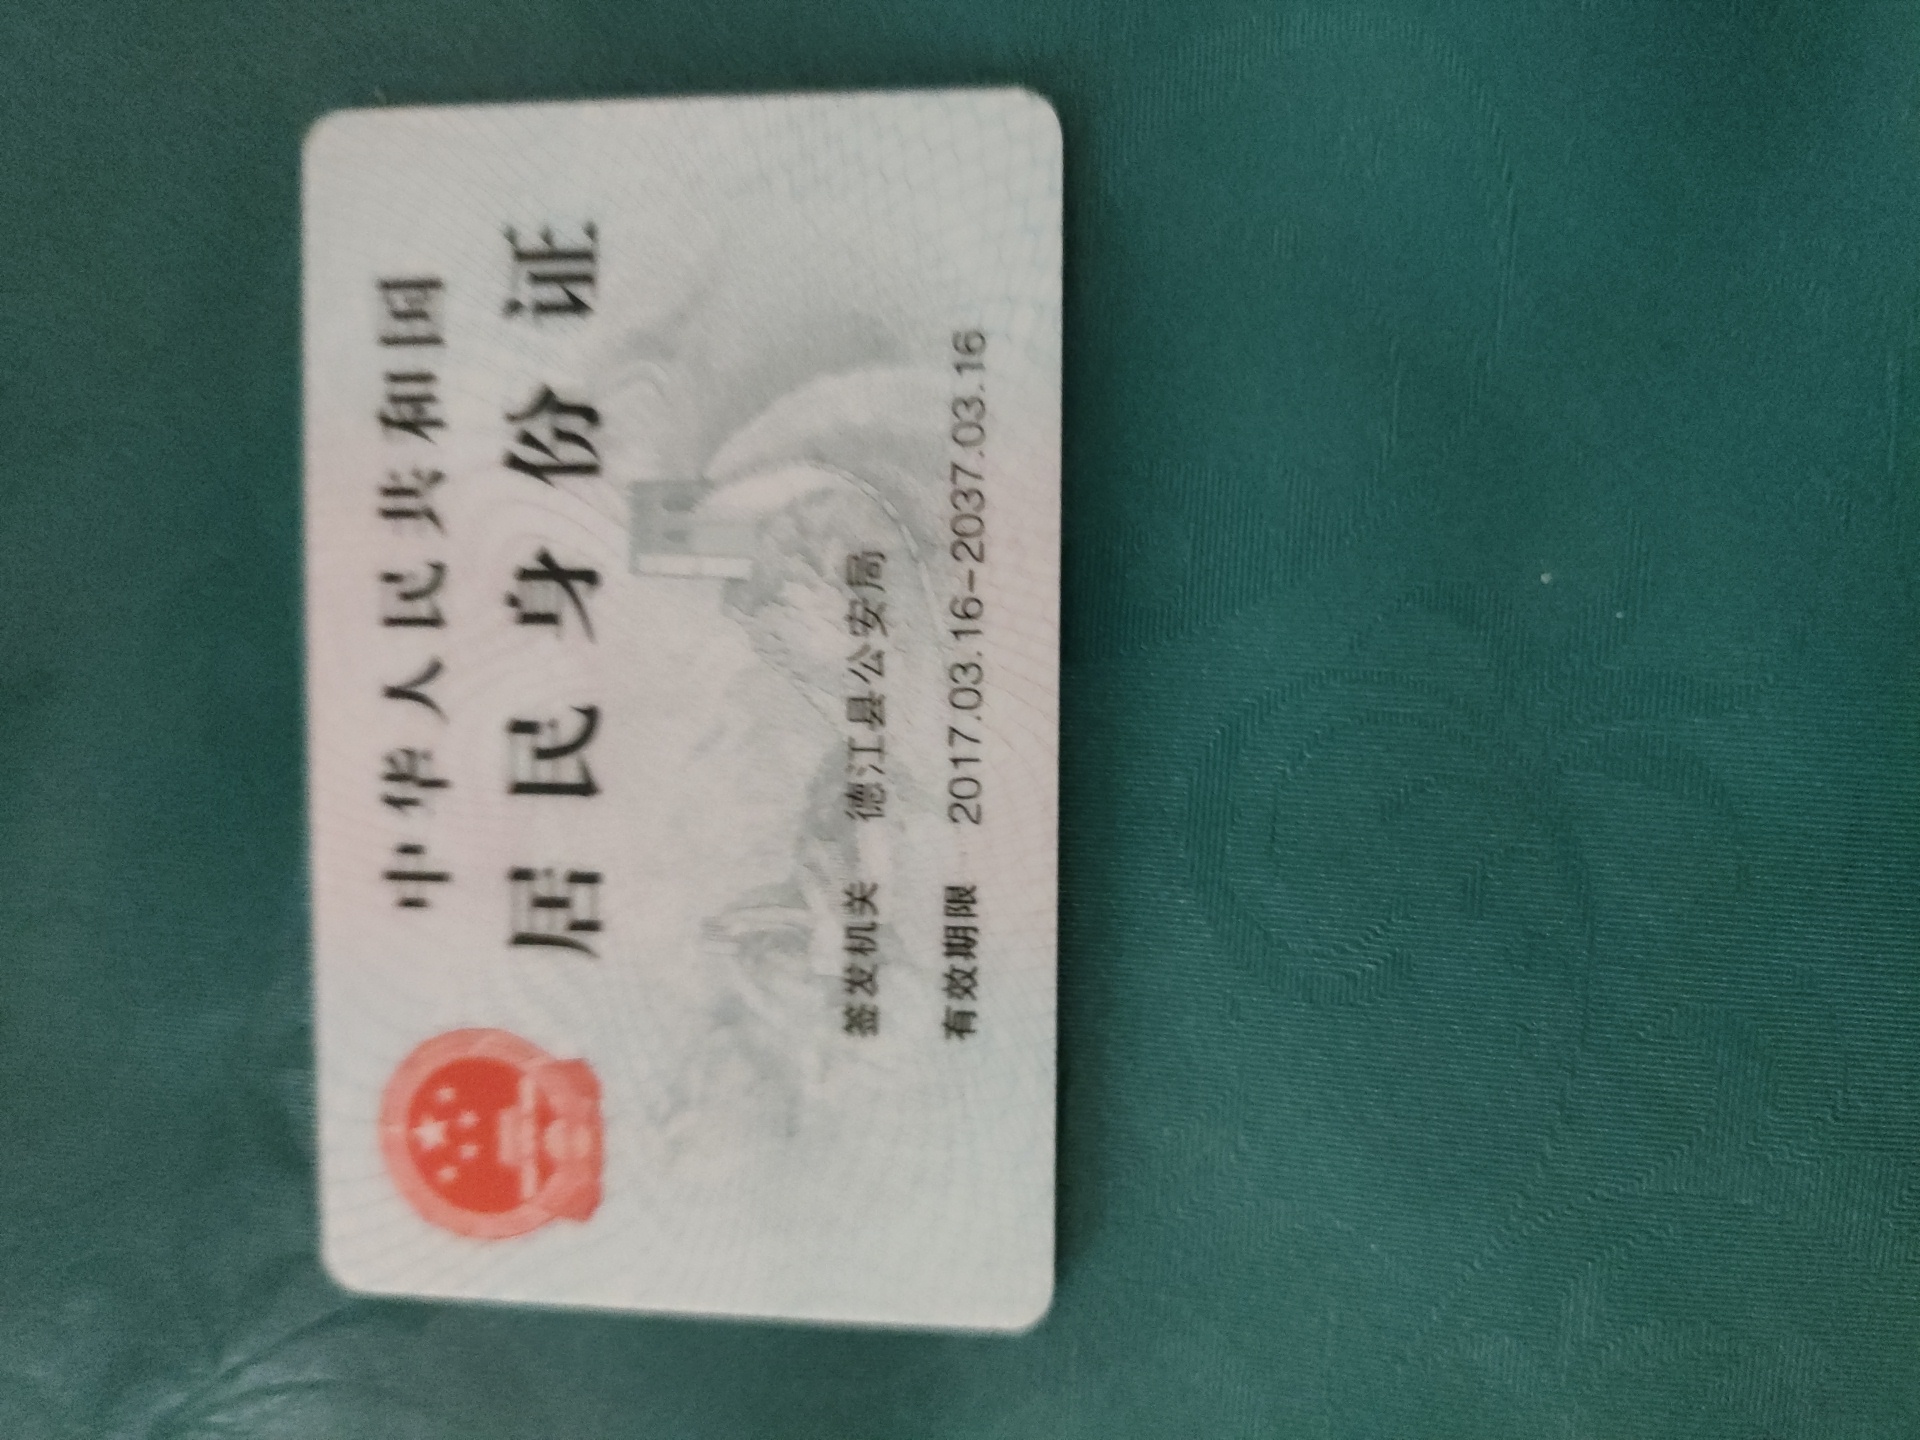 中华人民共和国
居民身份证
签发机关 德江县公安局
有效期限 2017.03.16-2037.03.16